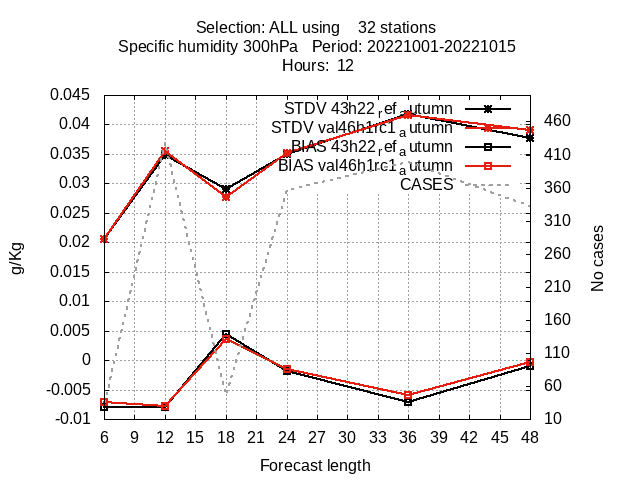 Selection: ALL using    32 stations
Specific humidity 300hPa   Period: 20221001-20221015
Hours:  12
STDV 43h22_ref_autumn
STDV val46h1rc1_autumn
BIAS 43h22_ref_autumn
BIAS val46h1rc1_autumn
CASES
0.045
0.04
0.035
0.03
0.025
0.02
0.015
0.01
0.005
0
-0.005
-0.01
g/Kg
460
410
360
310
260
210
160
110
60
10
No cases
6 9 12 15 18 21 24 27 30 33 36 39 42 45 48
Forecast length